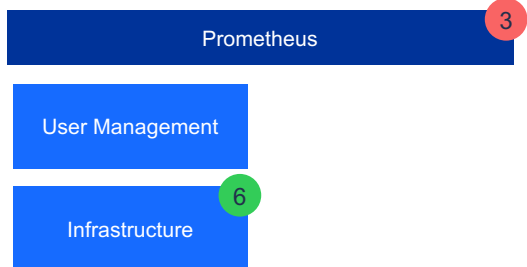 3
Prometheus
User Management
6
Infrastructure